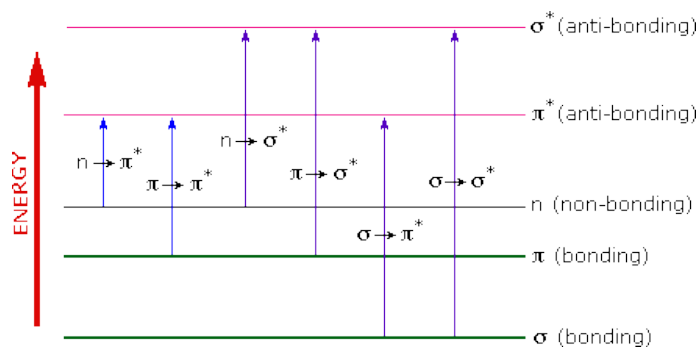 σ* (anti-bonding)
π* (anti-bonding)
n→σ*
n→π*
π→σ*
π→π*
σ→σ*
n (non-bonding)
σ→π*
π (bonding)
σ (bonding)
ENERGY